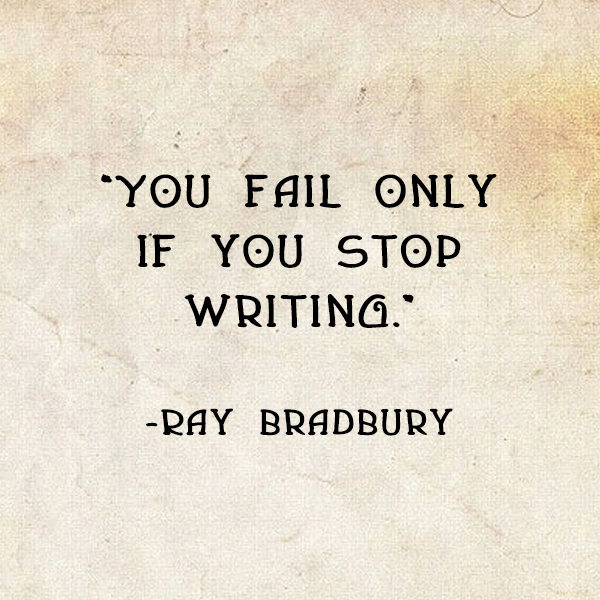 "YOU FAIL ONLY
IF YOU STOP
WRITING."
-RAY BRADBURY